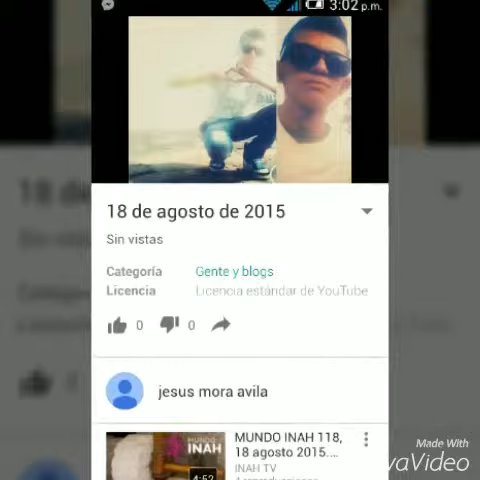 3:02 p.m.
18 de agosto de 2015
Sin vistas
Categoría Gente y blogs
Licencia Licencia estándar de YouTube
0 0
jesus mora avila
MUNDO INAH
4:52
MUNDO INAH 118,
18 agosto 2015....
INAH TV
Made With
vaVideo